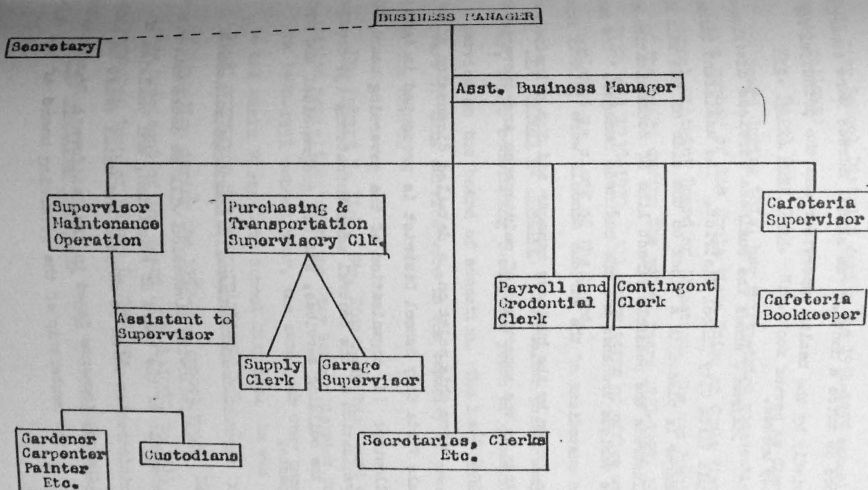 BUSINESS MANAGER
Secretary
Asst. Business Manager
Supervisor
Maintenance
Operation
Purchasing &
Transportation
Supervisory Clk.
Cafeteria
Supervisor
Payroll and
Credential
Clerk
Contingent
Clerk
Cafeteria
Bookkeeper
Assistant to
Supervisor
Supply
Clerk
Garage
Supervisor
Gardener
Carpenter
Painter
Etc.
Custodians
Secretaries, Clerks
Etc.